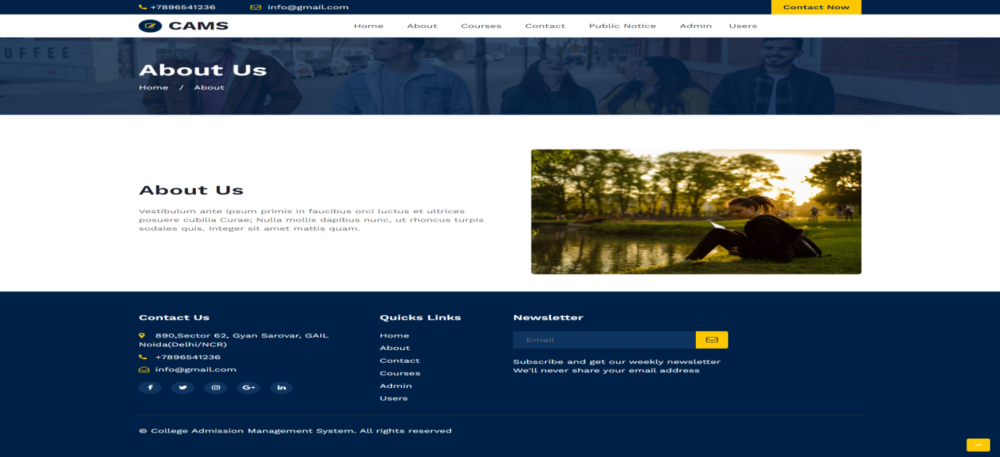 +7896541236 info@gmail.com Contact Now
CAMS Home About Courses Contact Public Notice Admin Users
OFFEE
About Us
Home / About
About Us
Vestibulum ante ipsum primis in faucibus orci luctus et ultrices
posuere cubilia Curae; Nulla mollis dapibus nunc, ut rhoncus turpis
sodales quis. Integer sit amet mattis quam.
Contact Us
890,Sector 62, Gyan Sarovar, GAIL
Noida(Delhi/NCR)
+7896541236
info@gmail.com
Quicks Links
Home
About
Contact
Courses
Admin
Users
Newsletter
Email
Subscribe and get our weekly newsletter
We'll never share your email address
© College Admission Management System. All rights reserved